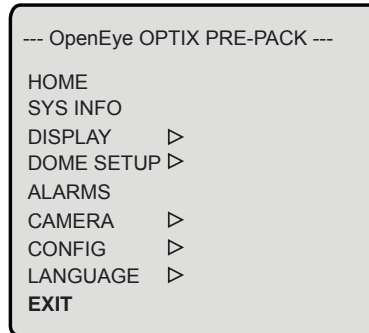 --- OpenEye OPTIX PRE-PACK ---
HOME
SYS INFO
DISPLAY ▷
DOME SETUP ▷
ALARMS
CAMERA ▷
CONFIG ▷
LANGUAGE ▷
EXIT